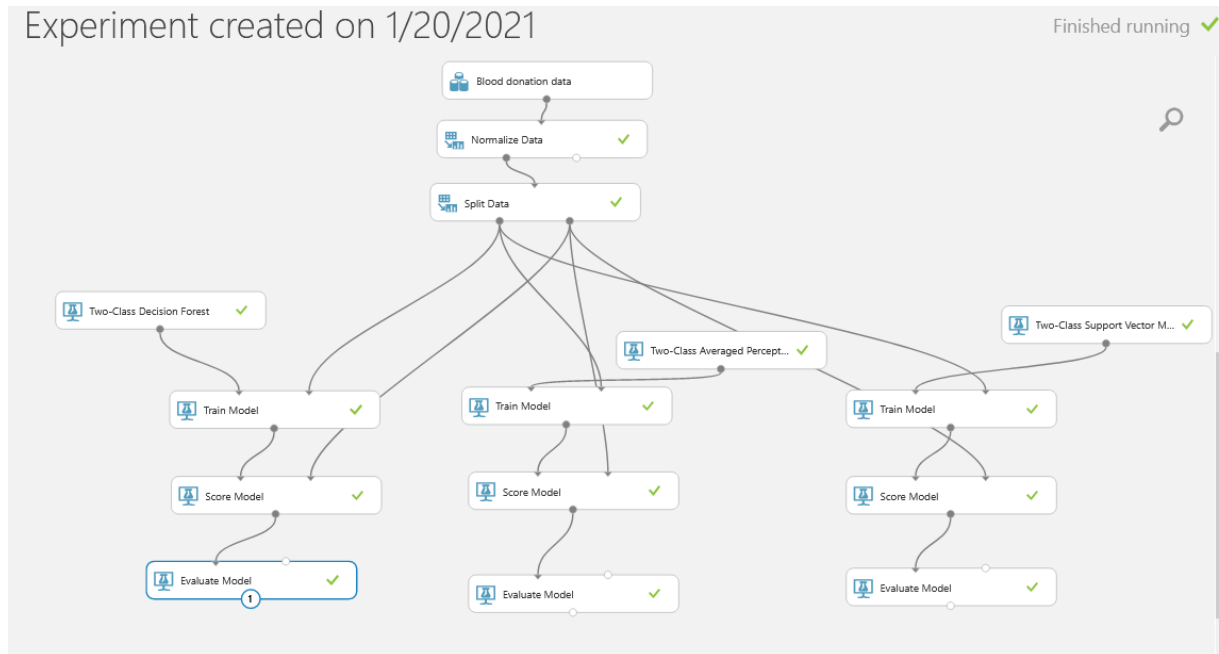 Experiment created on 1/20/2021
Finished running
Blood donation data
Normalize Data
Split Data
Two-Class Decision Forest
Two-Class Averaged Percept...
Two-Class Support Vector M...
Train Model
Train Model
Train Model
Score Model
Score Model
Score Model
Evaluate Model
1
Evaluate Model
Evaluate Model